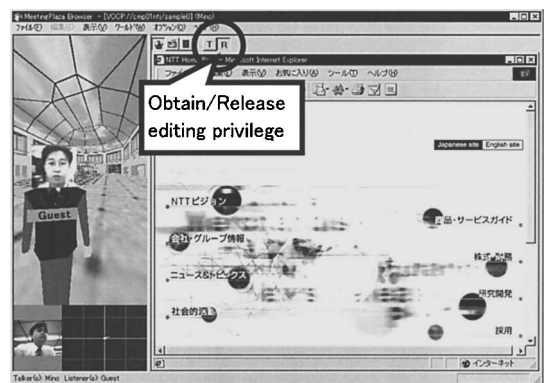 MeetingPlaza Browser - [VCCP://cmp01nts/sample0] (Mino)
ファイル(F) 編集(E) 表示(V) ワールド(W) オプション(O)
T R
NTT Home Page - Microsoft Internet Explorer
表示(V) お気に入り(A) ツール(T) ヘルプ(H)
Obtain/Release
editing privilege
Japanese site English site
NTTビジョン
品・サービスガイド
会社・グループ情報
株式・財務
ニュース&トピックス
研究開発
社会的活動
採用
Guest
インターネット
Talker(s): Mino Listener(s): Guest